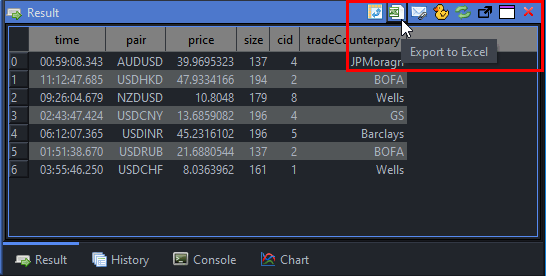 Result
time pair price size cid tradeCounterpary
0 00:59:08.343 AUDUSD 39.9695323 137 4 JPMoragn
Export to Excel
1 11:12:47.685 USDHKD 47.9334166 194 2 BOFA
2 09:26:04.679 NZDUSD 10.8048 179 8 Wells
3 02:43:47.424 USDCNY 13.6859082 196 4 GS
4 06:12:07.365 USDINR 45.2316102 196 5 Barclays
5 01:51:38.670 USDRUB 21.6880544 137 2 BOFA
6 03:55:46.250 USDCHF 8.0363962 161 1 Wells
Result History Console Chart